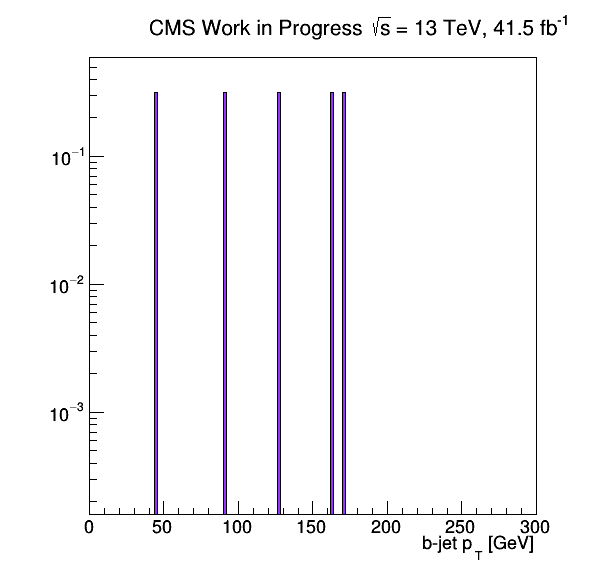 CMS Work in Progress √s = 13 TeV, 41.5 fb⁻¹
10⁻¹
10⁻²
10⁻³
0 50 100 150 200 250 300
b-jet p_T [GeV]